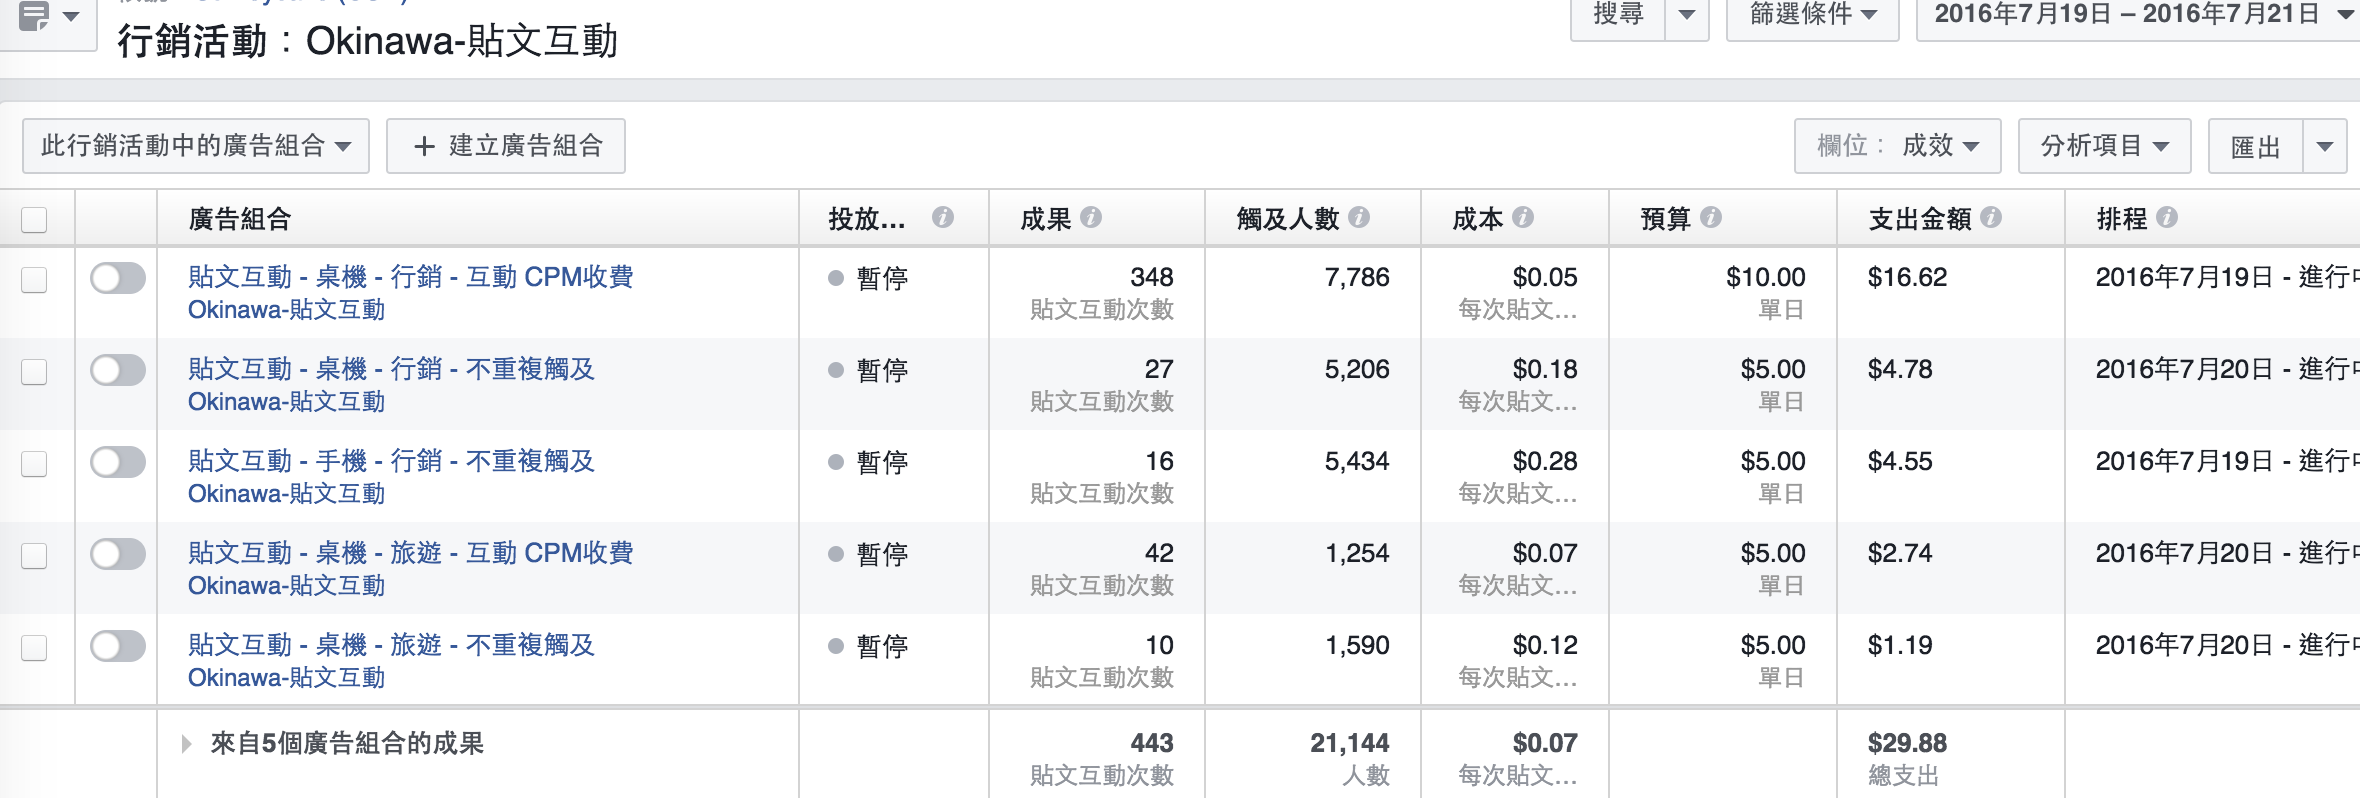 行銷活動：Okinawa-貼文互動
搜尋
篩選條件
2016年7月19日 – 2016年7月21日
此行銷活動中的廣告組合
+ 建立廣告組合
欄位： 成效
分析項目
匯出
廣告組合 投放... 成果 觸及人數 成本 預算 支出金額 排程
貼文互動 - 桌機 - 行銷 - 互動 CPM收費 暫停 348 7,786 $0.05 $10.00 $16.62 2016年7月19日 - 進行
Okinawa-貼文互動 貼文互動次數 每次貼文... 單日
貼文互動 - 桌機 - 行銷 - 不重複觸及 暫停 27 5,206 $0.18 $5.00 $4.78 2016年7月20日 - 進行
Okinawa-貼文互動 貼文互動次數 每次貼文... 單日
貼文互動 - 手機 - 行銷 - 不重複觸及 暫停 16 5,434 $0.28 $5.00 $4.55 2016年7月19日 - 進行
Okinawa-貼文互動 貼文互動次數 每次貼文... 單日
貼文互動 - 桌機 - 旅遊 - 互動 CPM收費 暫停 42 1,254 $0.07 $5.00 $2.74 2016年7月20日 - 進行
Okinawa-貼文互動 貼文互動次數 每次貼文... 單日
貼文互動 - 桌機 - 旅遊 - 不重複觸及 暫停 10 1,590 $0.12 $5.00 $1.19 2016年7月20日 - 進行
Okinawa-貼文互動 貼文互動次數 每次貼文... 單日
來自5個廣告組合的成果 443 21,144 $0.07 $29.88
貼文互動次數 人數 每次貼文... 總支出